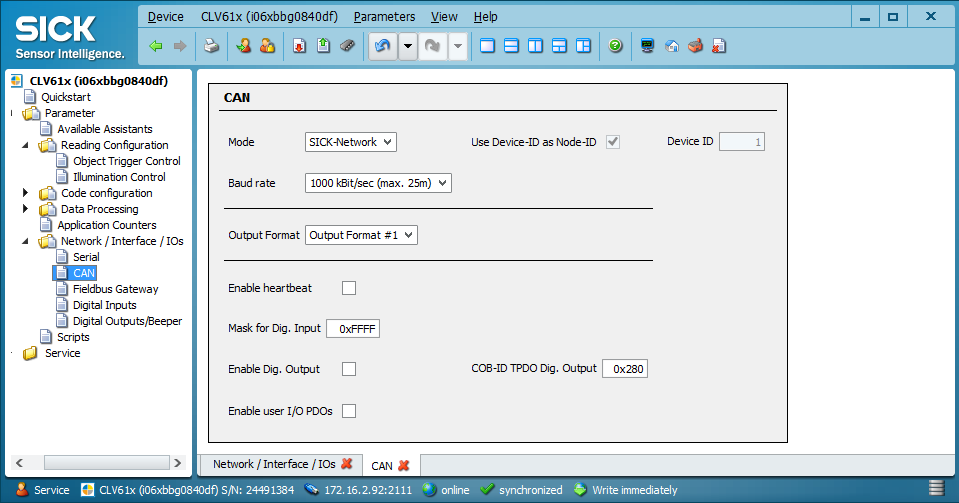 SICK
Sensor Intelligence.
Device CLV61x (i06xbbg0840df) Parameters View Help
CLV61x (i06xbbg0840df)
Quickstart
Parameter
Available Assistants
Reading Configuration
Object Trigger Control
Illumination Control
Code configuration
Data Processing
Application Counters
Network / Interface / IOs
Serial
CAN
Fieldbus Gateway
Digital Inputs
Digital Outputs/Beeper
Scripts
Service
CAN
Mode SICK-Network Use Device-ID as Node-ID Device ID 1
Baud rate 1000 kBit/sec (max. 25m)
Output Format Output Format #1
Enable heartbeat
Mask for Dig. Input 0xFFFF
Enable Dig. Output COB-ID TPDO Dig. Output 0x280
Enable user I/O PDOs
Network / Interface / IOs CAN
Service CLV61x (i06xbbg0840df) S/N: 24491384 172.16.2.92:2111 online synchronized Write immediately